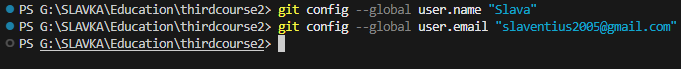 PS G:\SLAVKA\Education\thirdcourse2> git config --global user.name "Slava"
PS G:\SLAVKA\Education\thirdcourse2> git config --global user.email "slaventius2005@gmail.com"
PS G:\SLAVKA\Education\thirdcourse2>